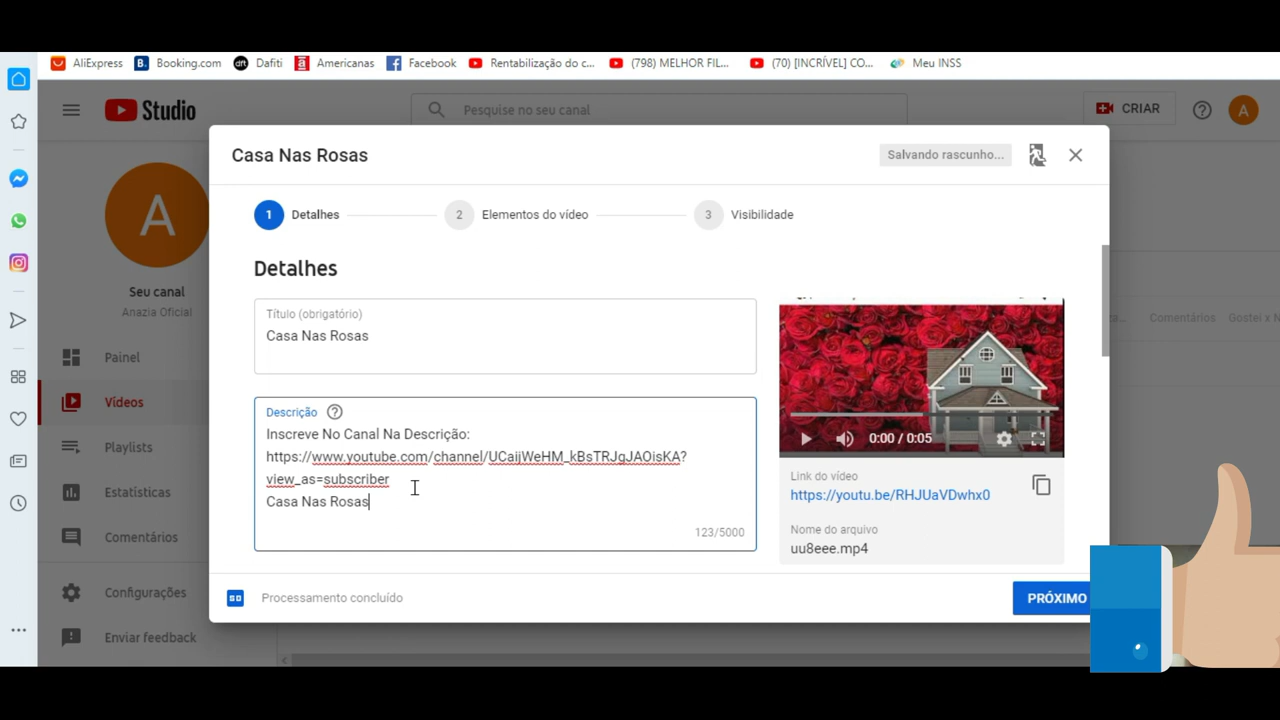 AliExpress Booking.com Dafiti Americanas Facebook Rentabilização do c... (798) MELHOR FIL... (70) [INCRÍVEL] CO... Meu INSS
Studio
Pesquise no seu canal
CRIAR
A
A
Seu canal
Anazia Oficial
Painel
Vídeos
Playlists
Estatísticas
Comentários
Configurações
Enviar feedback
Casa Nas Rosas
Salvando rascunho...
1 Detalhes
2 Elementos do vídeo
3 Visibilidade
Detalhes
Título (obrigatório)
Casa Nas Rosas
Descrição
Inscreve No Canal Na Descrição:
https://www.youtube.com/channel/UCaijWeHM_kBsTRJgJAOisKA?
view_as=subscriber
Casa Nas Rosas
123/5000
0:00 / 0:05
Link do vídeo
https://youtu.be/RHJUaVDwhx0
Nome do arquivo
uu8eee.mp4
Comentários Gostei x N
SD Processamento concluído
PRÓXIMO